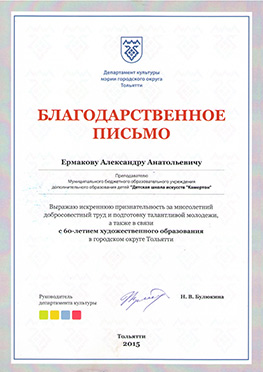 Департамент культуры
мэрии городского округа
Тольятти
БЛАГОДАРСТВЕННОЕ
ПИСЬМО
Ермакову Александру Анатольевичу
Преподавателю
Муниципального бюджетного образовательного учреждения
дополнительного образования детей "Детская школа искусств "Камертон"
Выражаю искреннюю признательность за многолетний
добросовестный труд и подготовку талантливой молодежи,
а также в связи
с 60-летием художественного образования
в городском округе Тольятти
Руководитель
департамента культуры
Н. В. Булюкина
Тольятти
2015